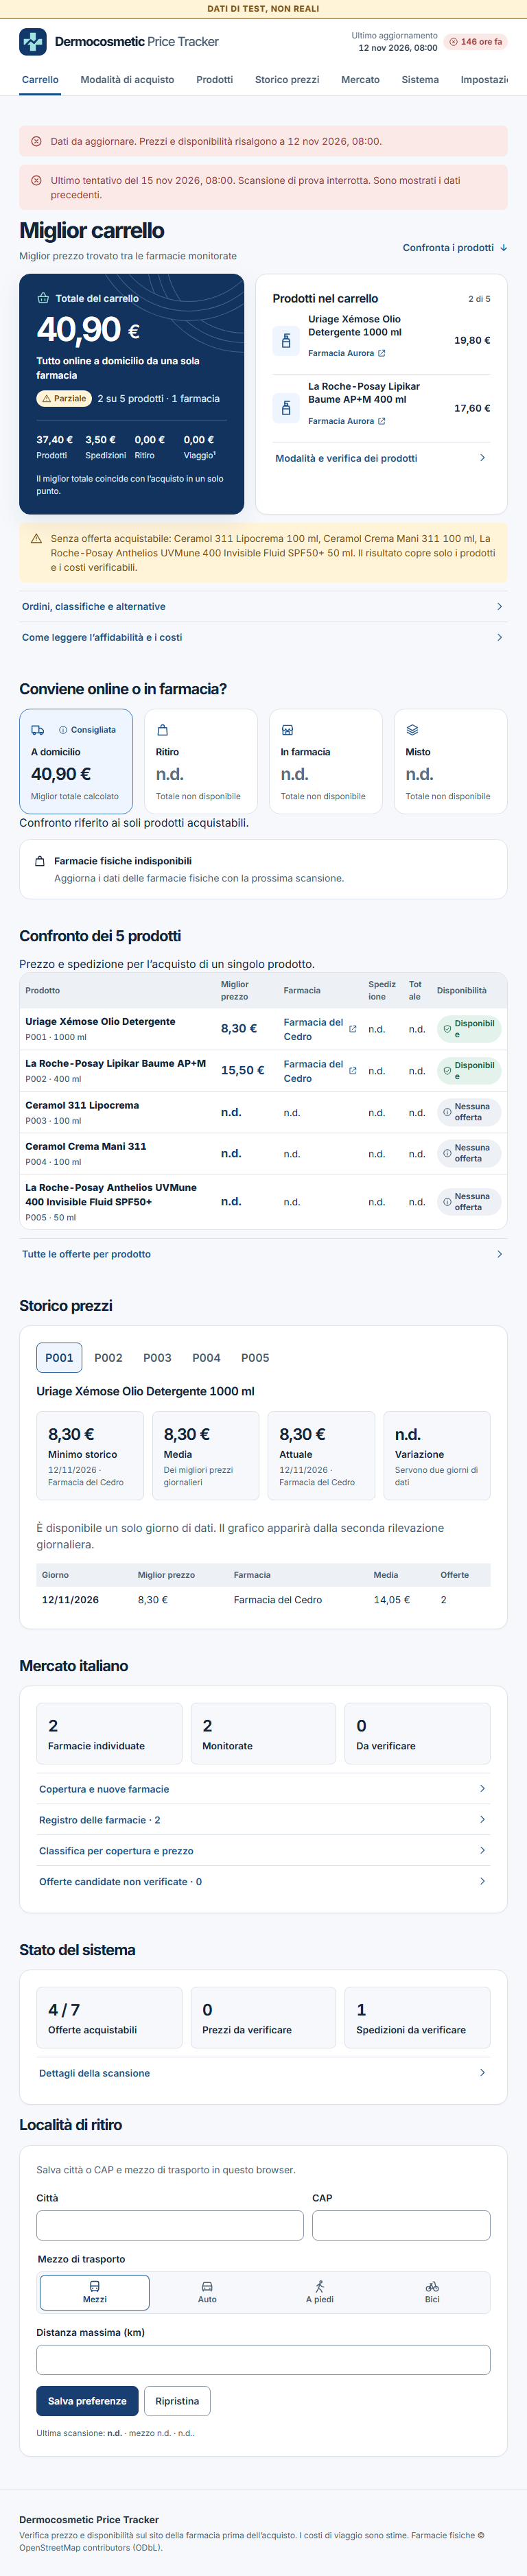 DATI DI TEST, NON REALI
Dermocosmetic Price Tracker
Ultimo aggiornamento
12 nov 2026, 08:00
146 ore fa
Carrello Modalità di acquisto Prodotti Storico prezzi Mercato Sistema Impostazi
Dati da aggiornare. Prezzi e disponibilità risalgono a 12 nov 2026, 08:00.
Ultimo tentativo del 15 nov 2026, 08:00. Scansione di prova interrotta. Sono mostrati i dati
precedenti.
Miglior carrello
Miglior prezzo trovato tra le farmacie monitorate
Confronta i prodotti
Totale del carrello
40,90 €
Tutto online a domicilio da una sola
farmacia
Parziale 2 su 5 prodotti · 1 farmacia
37,40 € 3,50 € 0,00 € 0,00 €
Prodotti Spedizioni Ritiro Viaggio¹
Il miglior totale coincide con l'acquisto in un solo
punto.
Prodotti nel carrello 2 di 5
Uriage Xémose Olio
Detergente 1000 ml
Farmacia Aurora
19,80 €
La Roche-Posay Lipikar
Baume AP+M 400 ml
Farmacia Aurora
17,60 €
Modalità e verifica dei prodotti
Senza offerta acquistabile: Ceramol 311 Lipocrema 100 ml, Ceramol Crema Mani 311 100 ml, La
Roche-Posay Anthelios UVMune 400 Invisible Fluid SPF50+ 50 ml. Il risultato copre solo i prodotti
e i costi verificabili.
Ordini, classifiche e alternative
Come leggere l'affidabilità e i costi
Conviene online o in farmacia?
Consigliata
A domicilio
40,90 €
Miglior totale calcolato
Ritiro
n.d.
Totale non disponibile
In farmacia
n.d.
Totale non disponibile
Misto
n.d.
Totale non disponibile
Confronto riferito ai soli prodotti acquistabili.
Farmacie fisiche indisponibili
Aggiorna i dati delle farmacie fisiche con la prossima scansione.
Confronto dei 5 prodotti
Prezzo e spedizione per l'acquisto di un singolo prodotto.
Prodotto Miglior prezzo Farmacia Spedizione Totale Disponibilità
Uriage Xémose Olio Detergente
P001 · 1000 ml
8,30 € Farmacia del Cedro n.d. n.d. Disponibile
La Roche-Posay Lipikar Baume AP+M
P002 · 400 ml
15,50 € Farmacia del Cedro n.d. n.d. Disponibile
Ceramol 311 Lipocrema
P003 · 100 ml
n.d. n.d. n.d. n.d. Nessuna offerta
Ceramol Crema Mani 311
P004 · 100 ml
n.d. n.d. n.d. n.d. Nessuna offerta
La Roche-Posay Anthelios UVMune
400 Invisible Fluid SPF50+
P005 · 50 ml
n.d. n.d. n.d. n.d. Nessuna offerta
Tutte le offerte per prodotto
Storico prezzi
P001 P002 P003 P004 P005
Uriage Xémose Olio Detergente 1000 ml
8,30 €
Minimo storico
12/11/2026 ·
Farmacia del Cedro
8,30 €
Media
Dei migliori prezzi
giornalieri
8,30 €
Attuale
12/11/2026 ·
Farmacia del Cedro
n.d.
Variazione
Servono due giorni di
dati
È disponibile un solo giorno di dati. Il grafico apparirà dalla seconda rilevazione
giornaliera.
Giorno Miglior prezzo Farmacia Media Offerte
12/11/2026 8,30 € Farmacia del Cedro 14,05 € 2
Mercato italiano
2
Farmacie individuate
2
Monitorate
0
Da verificare
Copertura e nuove farmacie
Registro delle farmacie · 2
Classifica per copertura e prezzo
Offerte candidate non verificate · 0
Stato del sistema
4 / 7
Offerte acquistabili
0
Prezzi da verificare
1
Spedizioni da verificare
Dettagli della scansione
Località di ritiro
Salva città o CAP e mezzo di trasporto in questo browser.
Città CAP
Mezzo di trasporto
Mezzi Auto A piedi Bici
Distanza massima (km)
Salva preferenze Ripristina
Ultima scansione: n.d. · mezzo n.d. · n.d..
Dermocosmetic Price Tracker
Verifica prezzo e disponibilità sul sito della farmacia prima dell'acquisto. I costi di viaggio sono stime. Farmacie fisiche ©
OpenStreetMap contributors (ODbL).